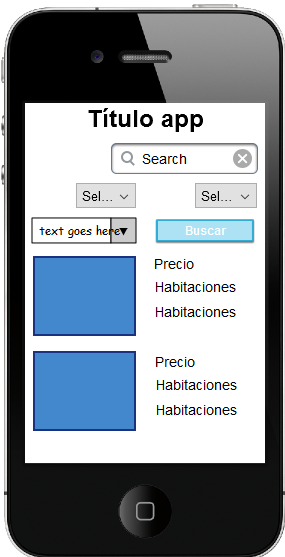 Título app
Search
Sel... Sel...
text goes here Buscar
Precio
Habitaciones
Habitaciones
Precio
Habitaciones
Habitaciones